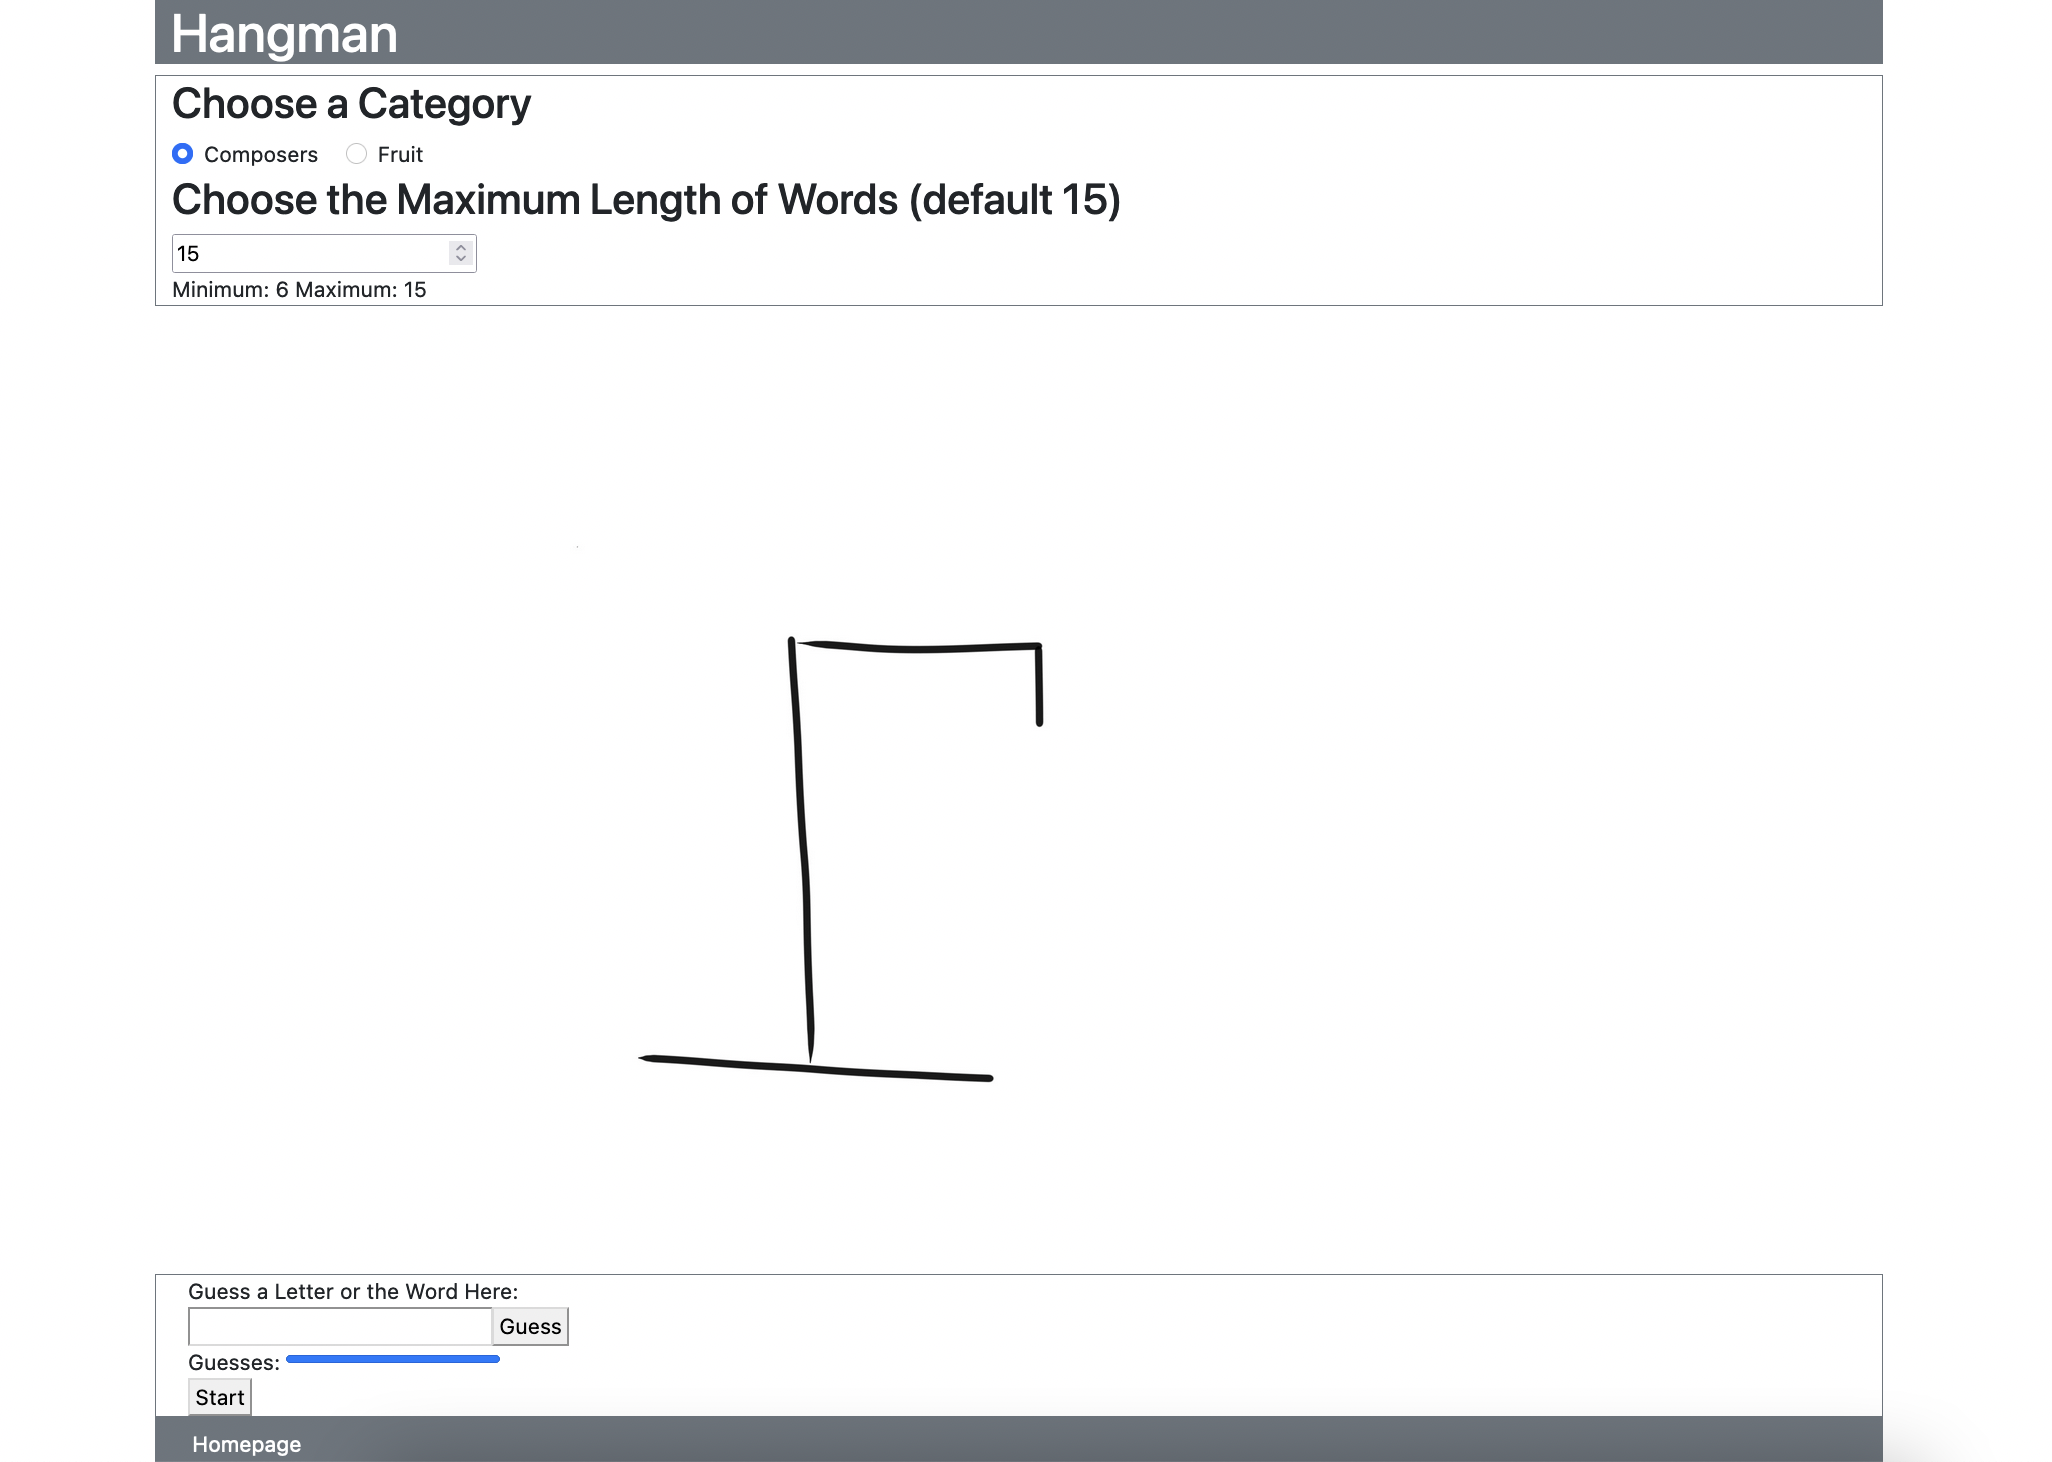 Hangman
Choose a Category
Composers Fruit
Choose the Maximum Length of Words (default 15)
15
Minimum: 6 Maximum: 15
Guess a Letter or the Word Here:
Guess
Guesses:
Start
Homepage